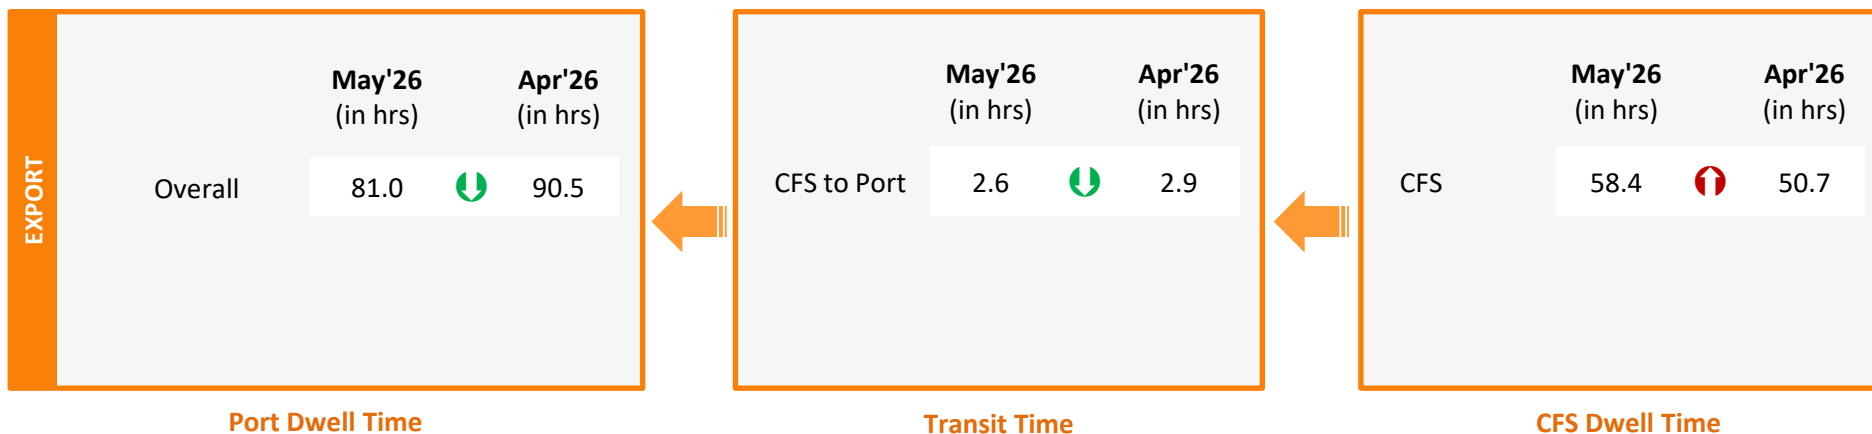 EXPORT
May'26 Apr'26
(in hrs) (in hrs)
Overall 81.0 90.5
Port Dwell Time
May'26 Apr'26
(in hrs) (in hrs)
CFS to Port 2.6 2.9
Transit Time
May'26 Apr'26
(in hrs) (in hrs)
CFS 58.4 50.7
CFS Dwell Time